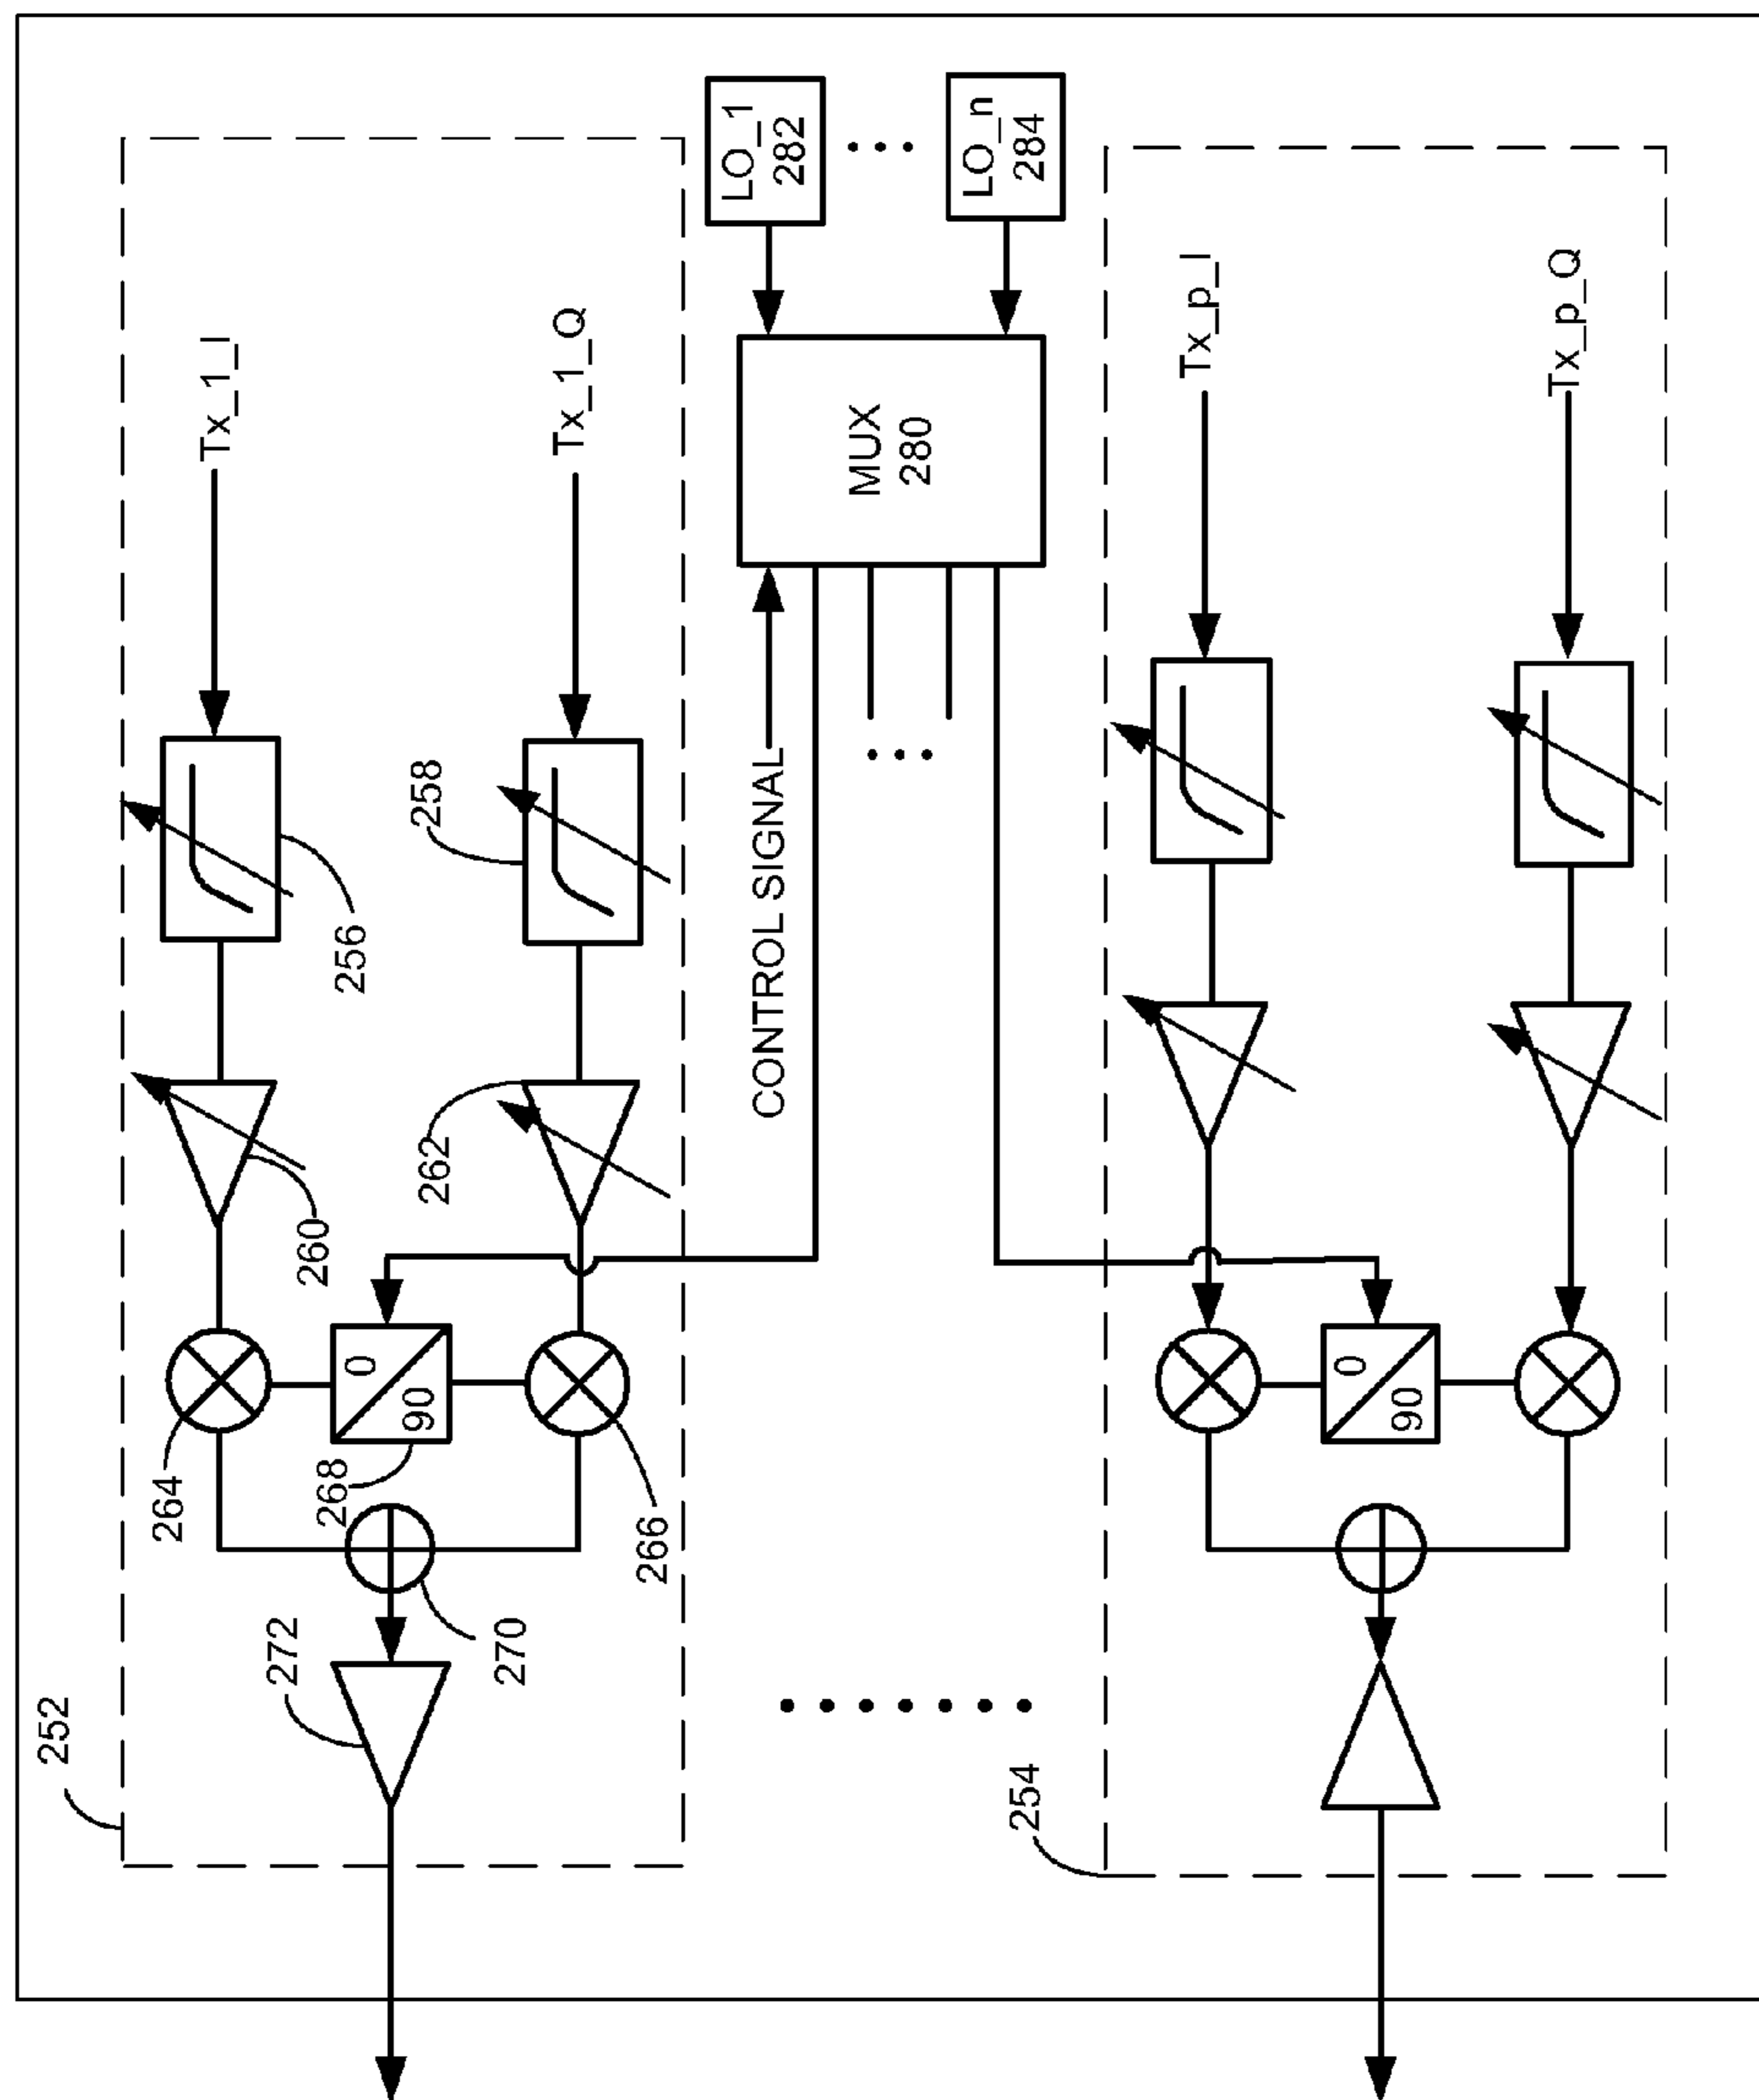 252
272
270
264
268
0
90
266
260
262
256
258
Tx_1_I
Tx_1_Q
CONTROL SIGNAL
MUX
280
LO_1
282
LO_n
284
254
0
90
Tx_p_I
Tx_p_Q